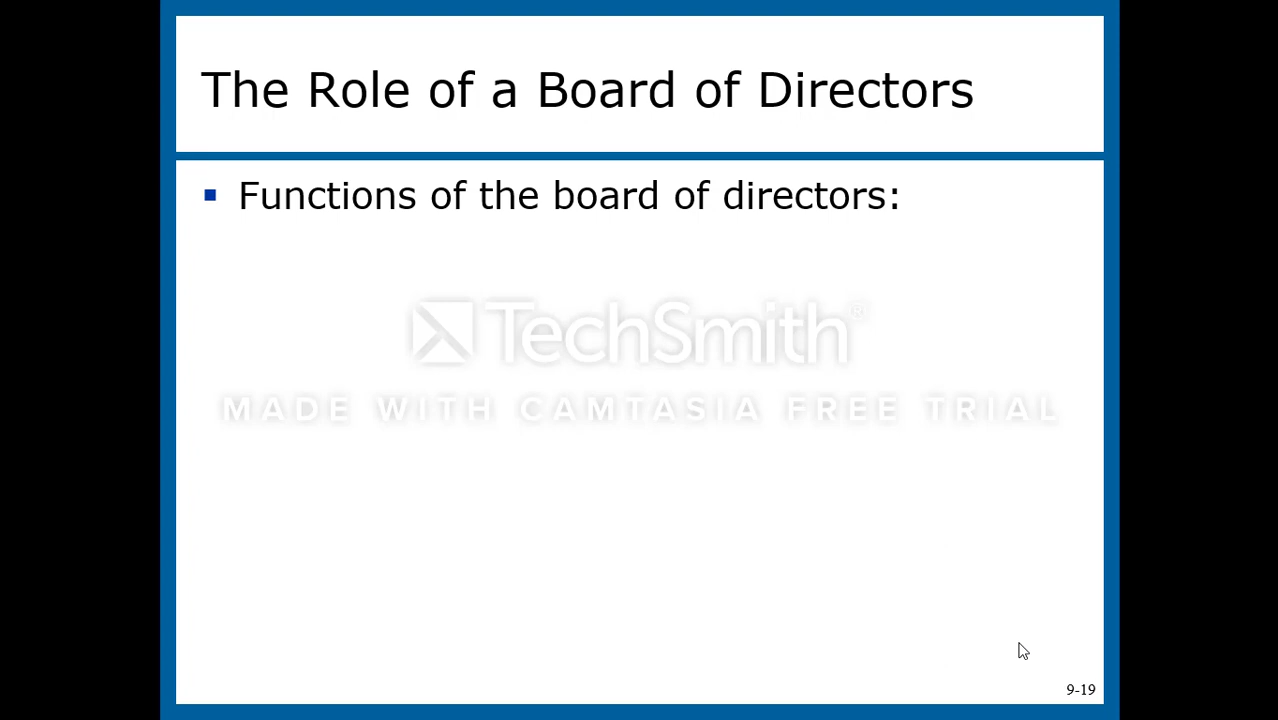 The Role of a Board of Directors
Functions of the board of directors:
TechSmith®
MADE WITH CAMTASIA FREE TRIAL
9-19